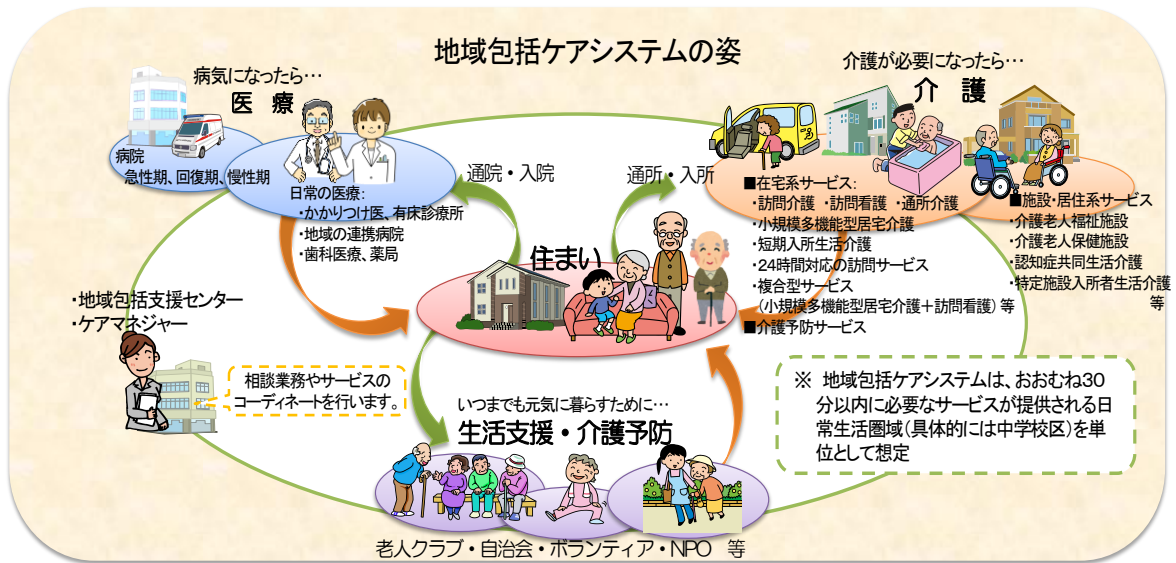 地域包括ケアシステムの姿
病気になったら…
医 療
病院
急性期、回復期、慢性期
日常の医療:
・かかりつけ医、有床診療所
・地域の連携病院
・歯科医療、薬局
通院・入院
通所・入所
介護が必要になったら…
介 護
■在宅系サービス:
・訪問介護 ・訪問看護 ・通所介護
・小規模多機能型居宅介護
・短期入所生活介護
・24時間対応の訪問サービス
・複合型サービス
(小規模多機能型居宅介護+訪問看護)等
■介護予防サービス
■施設・居住系サービス
・介護老人福祉施設
・介護老人保健施設
・認知症共同生活介護
・特定施設入所者生活介護
等
住まい
・地域包括支援センター
・ケアマネジャー
相談業務やサービスの
コーディネートを行います。
いつまでも元気に暮らすために…
生活支援・介護予防
老人クラブ・自治会・ボランティア・NPO 等
※ 地域包括ケアシステムは、おおむね30
分以内に必要なサービスが提供される日
常生活圏域(具体的には中学校区)を単
位として想定